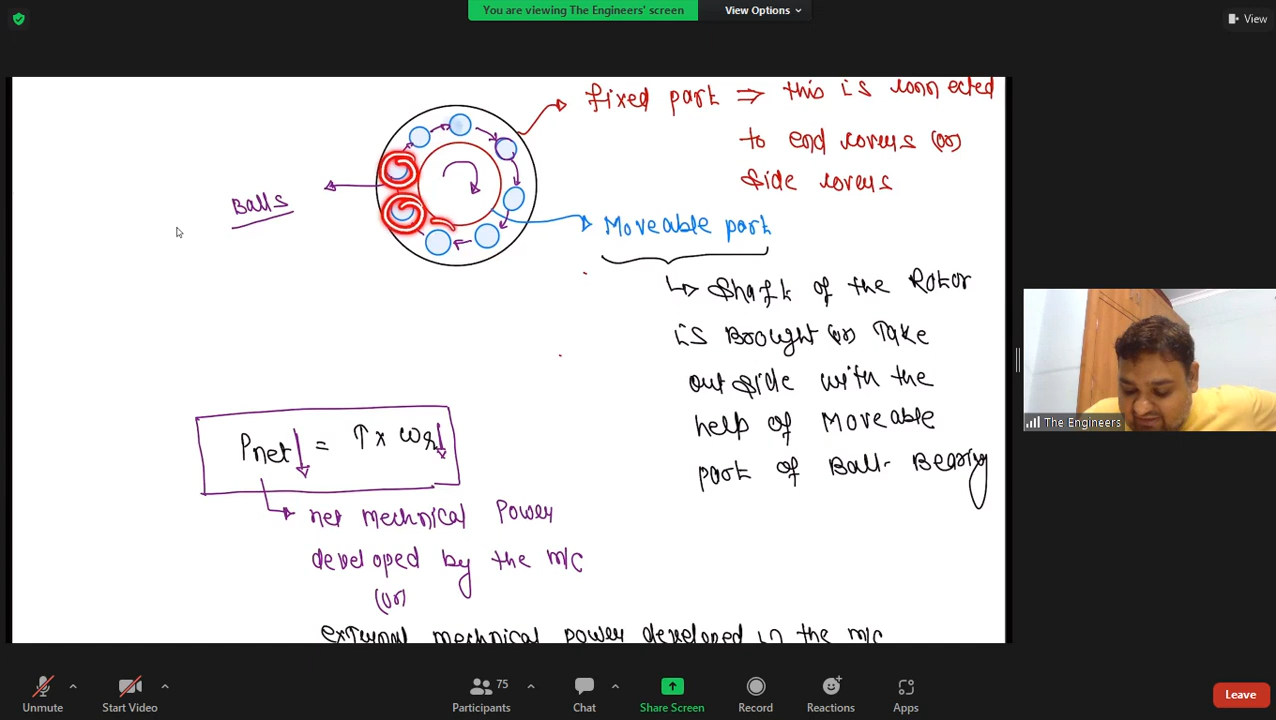 You are viewing The Engineers' screen
View Options
View
fixed part ⇒ this is connected
to end covers (or)
side covers
Balls
Moveable part
↳ shaft of the Rotor
is Brought (or) Take
outside with the
help of Moveable
part of Ball- Bearing
Pnet↓ = T x ωr↓
net mechnical Power
developed by the m/c
(or)
external mechnical power developed in the m/c
The Engineers
75
Unmute
Start Video
Participants
Chat
Share Screen
Record
Reactions
Apps
Leave